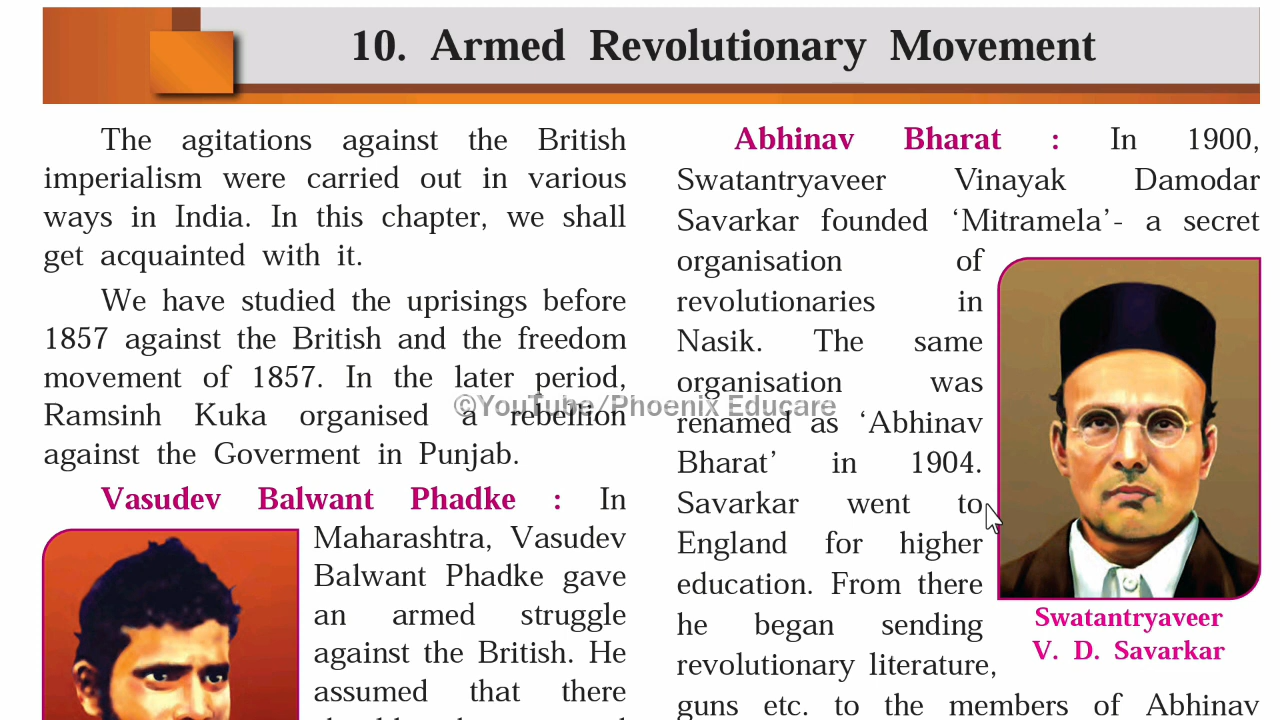 10. Armed Revolutionary Movement
The agitations against the British
imperialism were carried out in various
ways in India. In this chapter, we shall
get acquainted with it.
We have studied the uprisings before
1857 against the British and the freedom
movement of 1857. In the later period,
Ramsinh Kuka organised a rebellion
against the Goverment in Punjab.
Vasudev Balwant Phadke : In
Maharashtra, Vasudev
Balwant Phadke gave
an armed struggle
against the British. He
assumed that there
Abhinav Bharat : In 1900,
Swatantryaveer Vinayak Damodar
Savarkar founded ‘Mitramela’- a secret
organisation of
revolutionaries in
Nasik. The same
organisation was
renamed as ‘Abhinav
Bharat’ in 1904.
Savarkar went to
England for higher
education. From there
he began sending
revolutionary literature,
guns etc. to the members of Abhinav
Swatantryaveer
V. D. Savarkar
©YouTube/Phoenix Educare